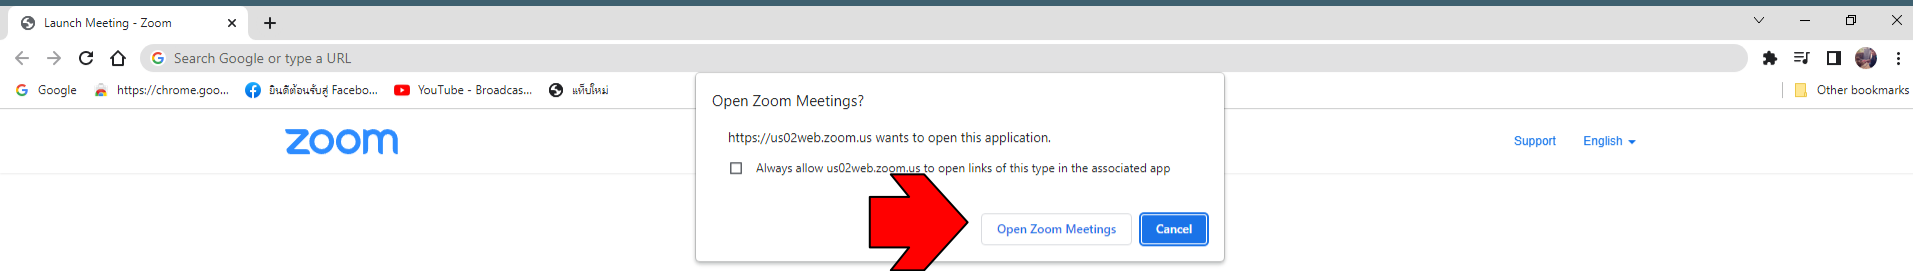 Launch Meeting - Zoom
Search Google or type a URL
Google
https://chrome.goo...
ยินดีต้อนรับสู่ Facebo...
YouTube - Broadcas...
แท็บใหม่
Other bookmarks
Open Zoom Meetings?
https://us02web.zoom.us wants to open this application.
Always allow us02web.zoom.us to open links of this type in the associated app
Open Zoom Meetings
Cancel
zoom
Support
English